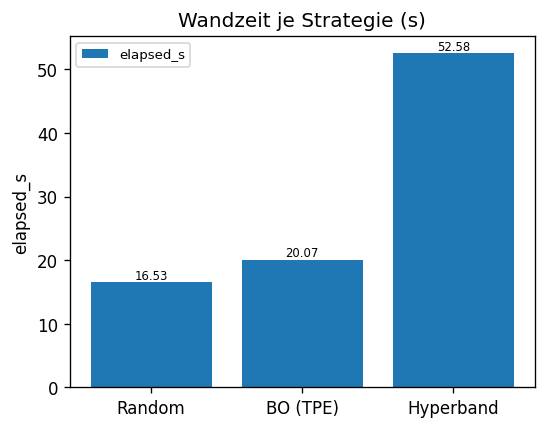 Wandzeit je Strategie (s)
elapsed_s
52.58
20.07
16.53
50
40
30
20
10
0
elapsed_s
Random
BO (TPE)
Hyperband